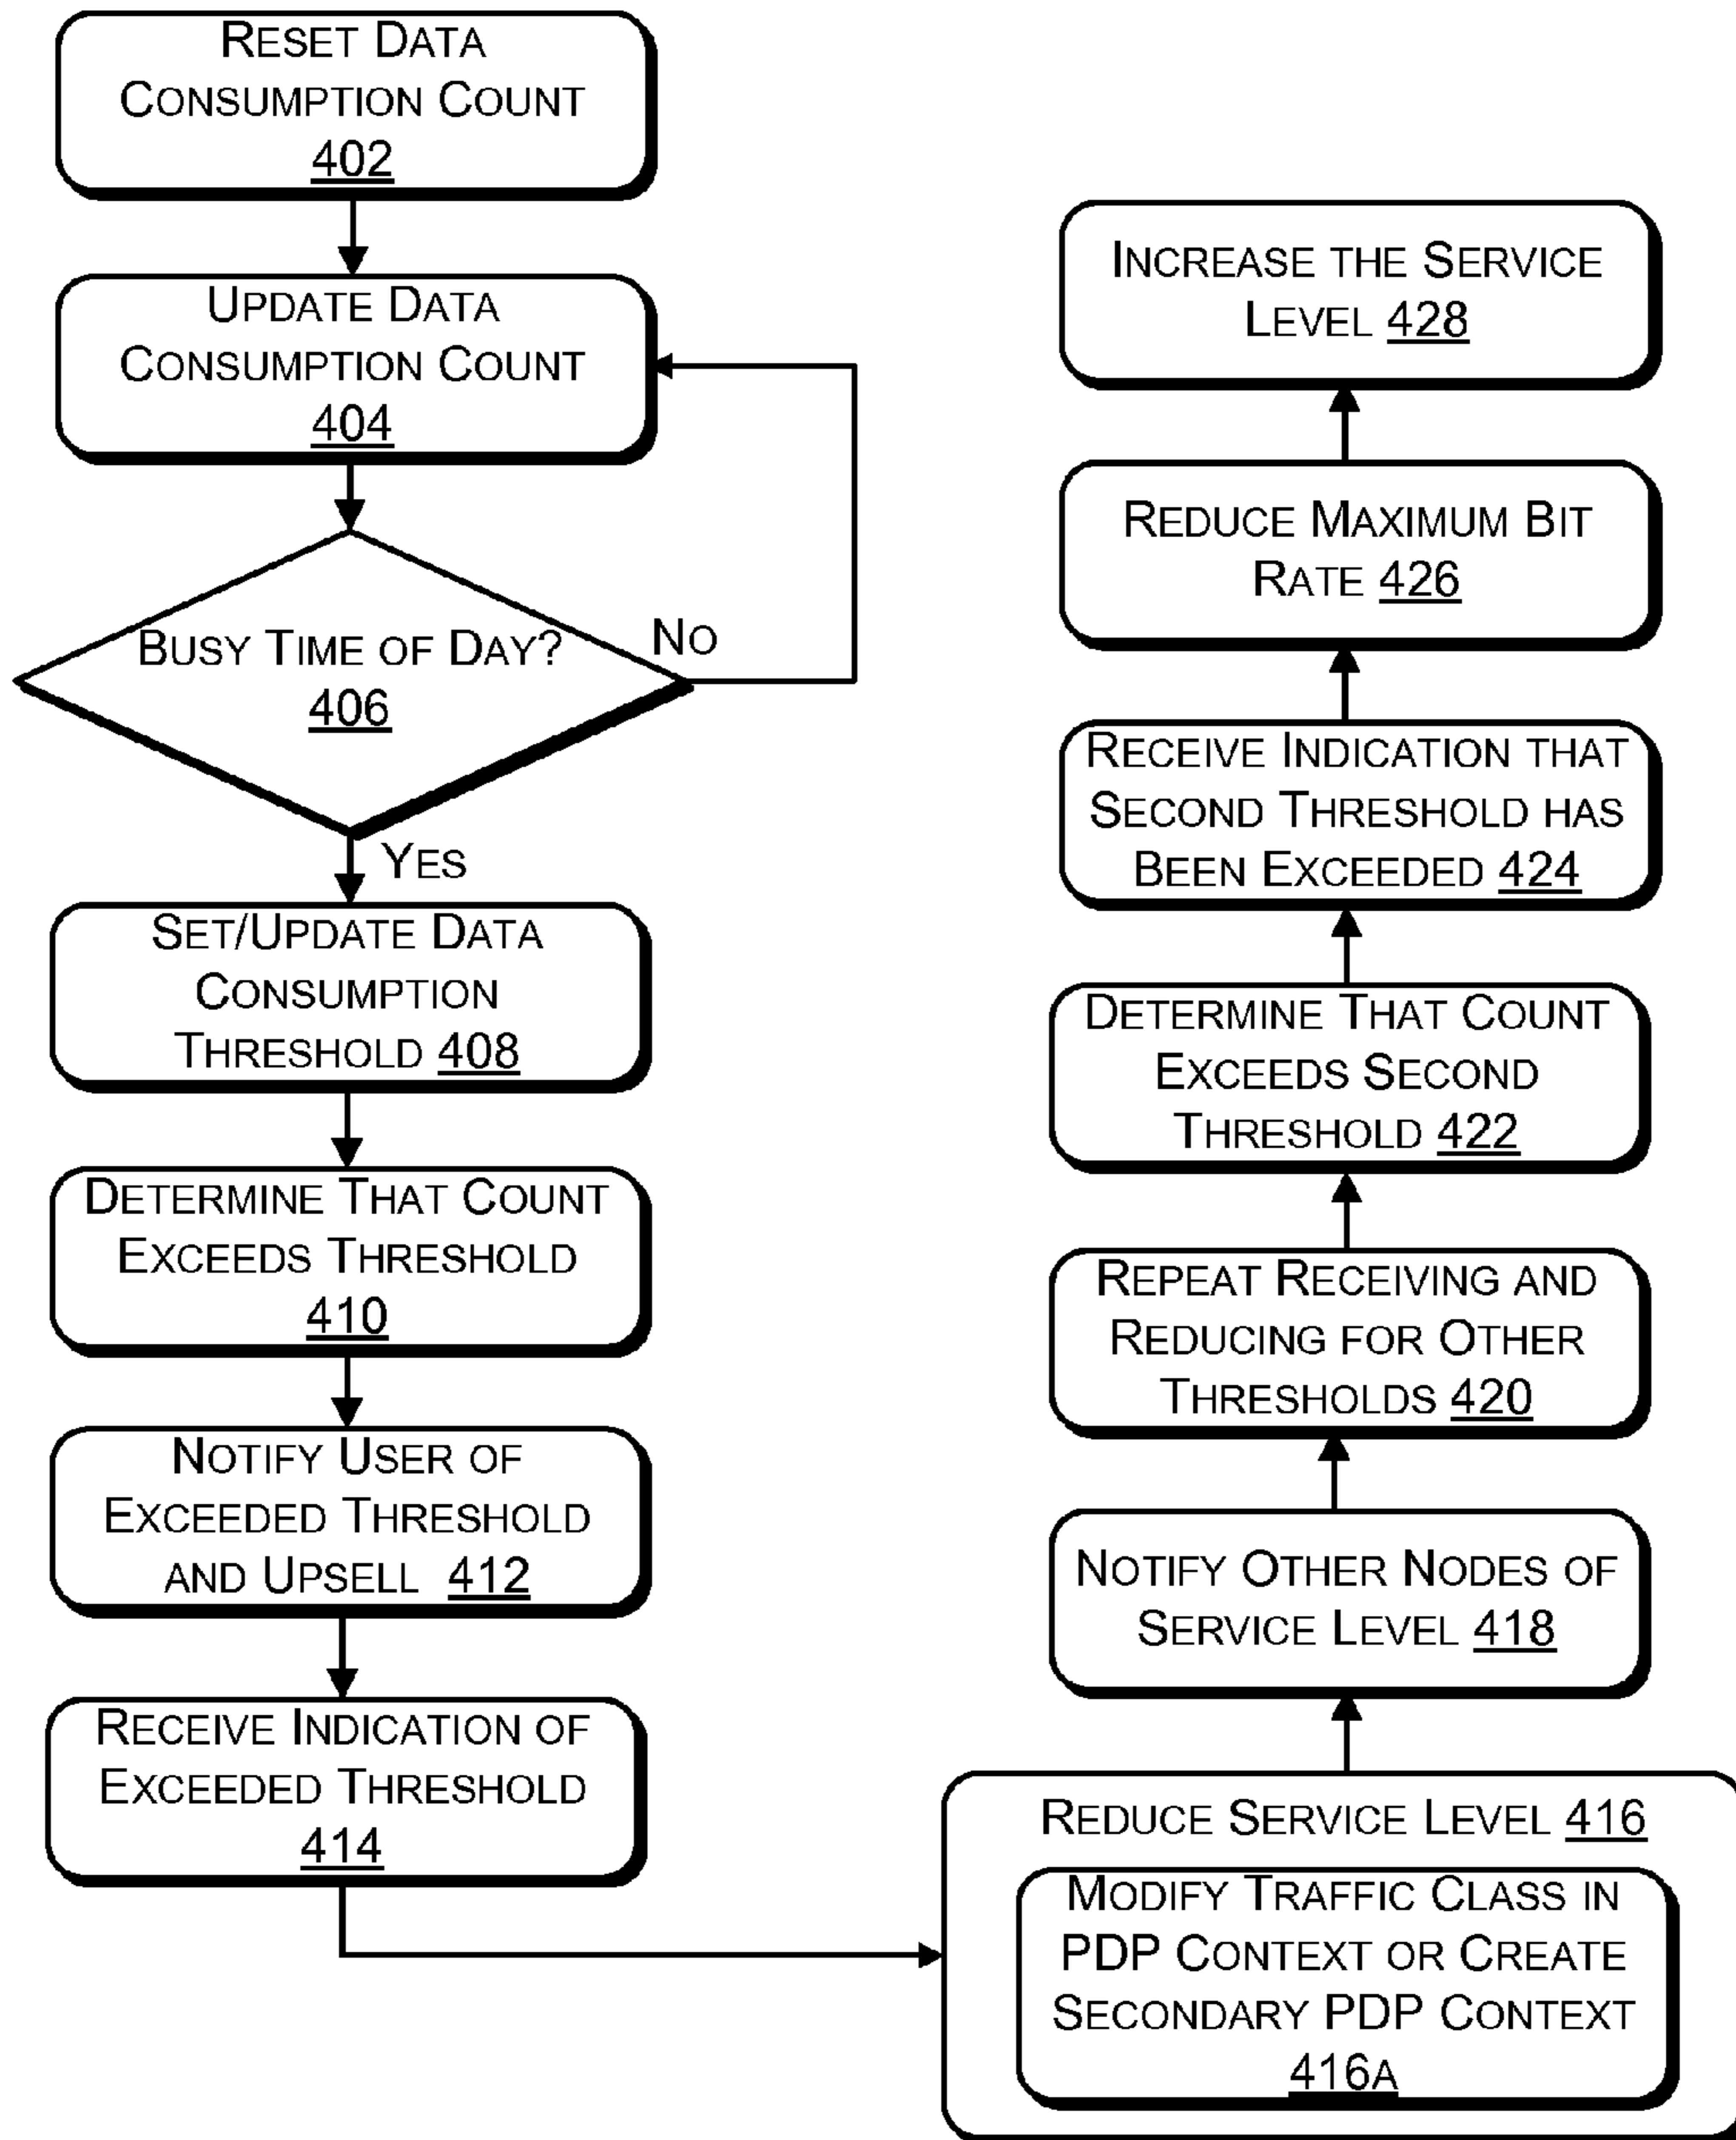 RESET DATA
CONSUMPTION COUNT
402
UPDATE DATA
CONSUMPTION COUNT
404
BUSY TIME OF DAY?
406
NO
YES
SET/UPDATE DATA
CONSUMPTION
THRESHOLD 408
DETERMINE THAT COUNT
EXCEEDS THRESHOLD
410
NOTIFY USER OF
EXCEEDED THRESHOLD
AND UPSELL 412
RECEIVE INDICATION OF
EXCEEDED THRESHOLD
414
REDUCE SERVICE LEVEL 416
MODIFY TRAFFIC CLASS IN
PDP CONTEXT OR CREATE
SECONDARY PDP CONTEXT
416A
NOTIFY OTHER NODES OF
SERVICE LEVEL 418
REPEAT RECEIVING AND
REDUCING FOR OTHER
THRESHOLDS 420
DETERMINE THAT COUNT
EXCEEDS SECOND
THRESHOLD 422
RECEIVE INDICATION THAT
SECOND THRESHOLD HAS
BEEN EXCEEDED 424
REDUCE MAXIMUM BIT
RATE 426
INCREASE THE SERVICE
LEVEL 428